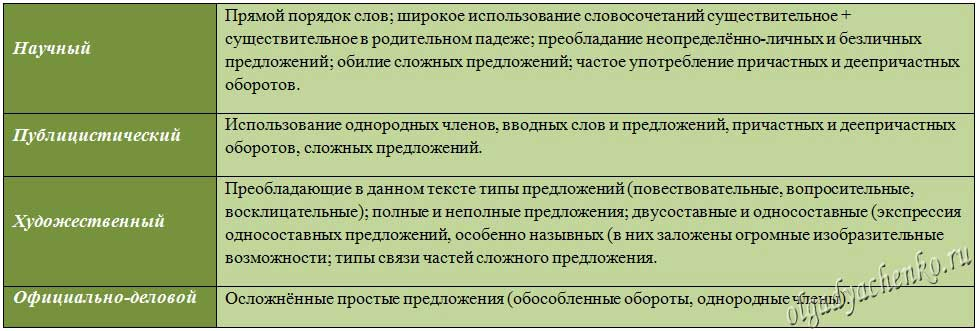 Научный
Прямой порядок слов; широкое использование словосочетаний существительное +
существительное в родительном падеже; преобладание неопределённо-личных и безличных
предложений; обилие сложных предложений; частое употребление причастных и деепричастных
оборотов.
Публицистический
Использование однородных членов, вводных слов и предложений, причастных и деепричастных
оборотов, сложных предложений.
Художественный
Преобладающие в данном тексте типы предложений (повествовательные, вопросительные,
восклицательные); полные и неполные предложения; двусоставные и односоставные (экспрессия
односоставных предложений, особенно назывных (в них заложены огромные изобразительные
возможности; типы связи частей сложного предложения.
Официально-деловой
Осложнённые простые предложения (обособленные обороты, однородные члены).
olgadyachenko.ru